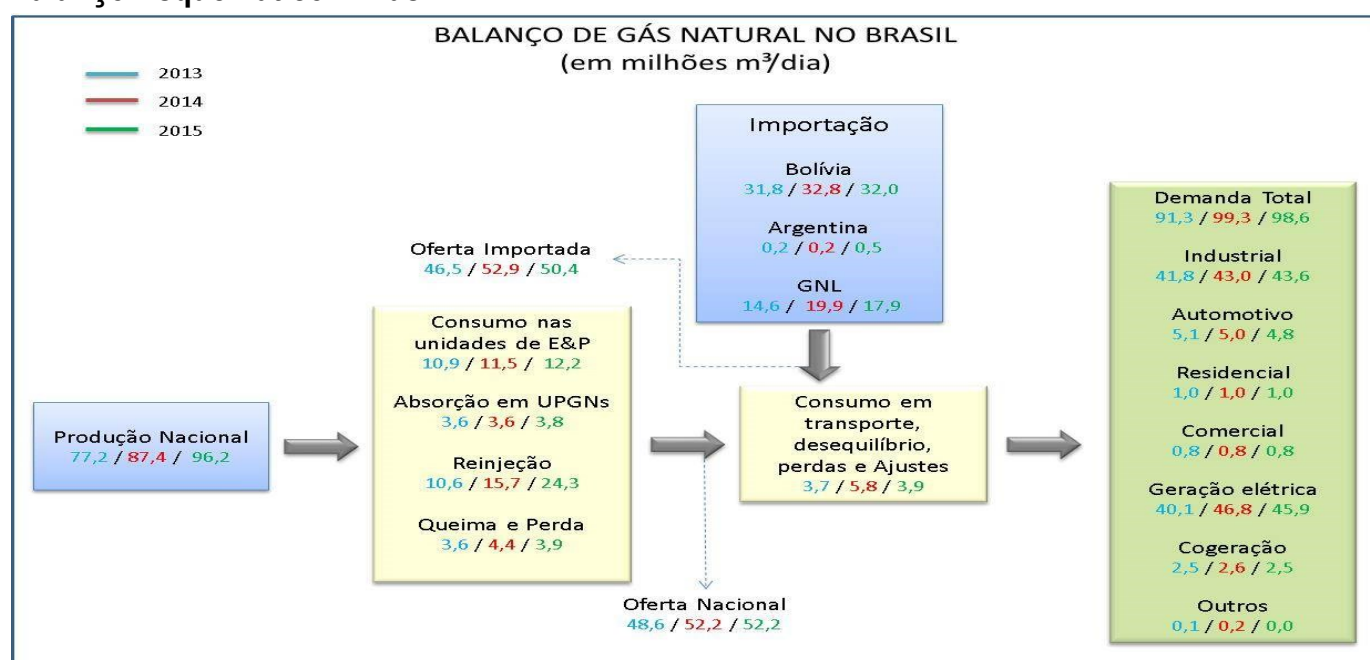 BALANÇO DE GÁS NATURAL NO BRASIL
(em milhões m³/dia)
2013
2014
2015
Importação
Bolívia
31,8 / 32,8 / 32,0
Argentina
0,2 / 0,2 / 0,5
GNL
14,6 / 19,9 / 17,9
Oferta Importada
46,5 / 52,9 / 50,4
Produção Nacional
77,2 / 87,4 / 96,2
Consumo nas
unidades de E&P
10,9 / 11,5 / 12,2
Absorção em UPGNs
3,6 / 3,6 / 3,8
Reinjeção
10,6 / 15,7 / 24,3
Queima e Perda
3,6 / 4,4 / 3,9
Oferta Nacional
48,6 / 52,2 / 52,2
Consumo em
transporte,
desequilíbrio,
perdas e Ajustes
3,7 / 5,8 / 3,9
Demanda Total
91,3 / 99,3 / 98,6
Industrial
41,8 / 43,0 / 43,6
Automotivo
5,1 / 5,0 / 4,8
Residencial
1,0 / 1,0 / 1,0
Comercial
0,8 / 0,8 / 0,8
Geração elétrica
40,1 / 46,8 / 45,9
Cogeração
2,5 / 2,6 / 2,5
Outros
0,1 / 0,2 / 0,0